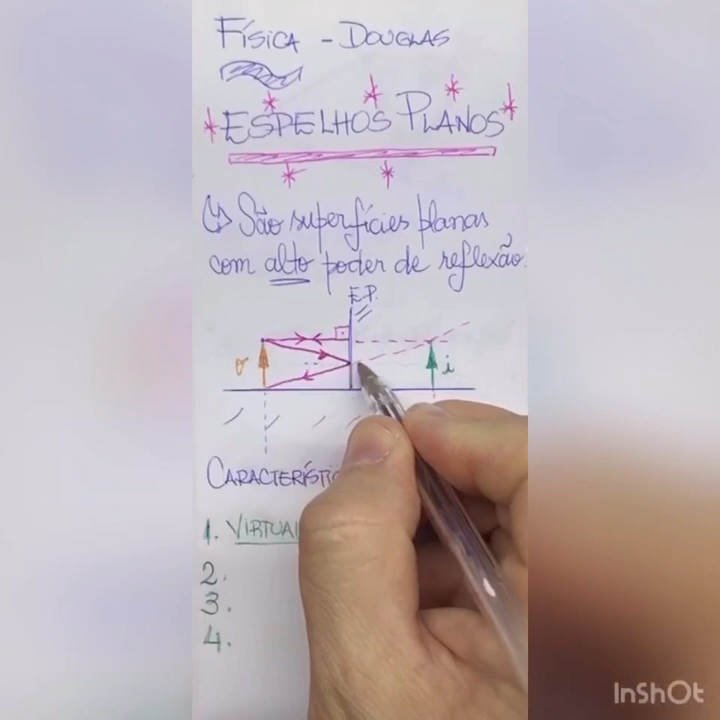 FÍSICA - DOUGLAS
ESPELHOS PLANOS
São superfícies planas
com alto poder de reflexão.
E.P.
o
i
1. VIRTUAL
2.
3.
4.
InShOt